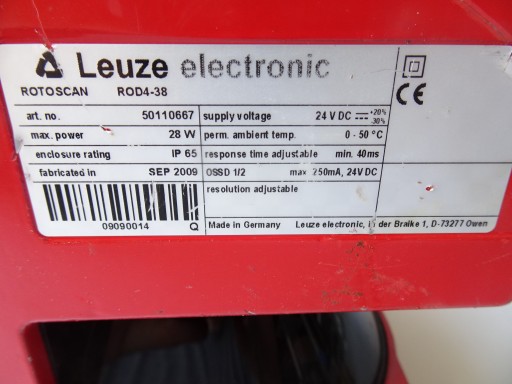 Leuze electronic
ROTOSCAN ROD4-38
art. no. 50110667
max. power 28 W
enclosure rating IP 65
fabricated in SEP 2009
09090014 Q
supply voltage 24 V DC +20% -30%
perm. ambient temp. 0 - 50°C
response time adjustable min. 40ms
OSSD 1/2 max 250mA, 24V DC
resolution adjustable
Made in Germany Leuze electronic, In der Braike 1, D-73277 Owen
CE